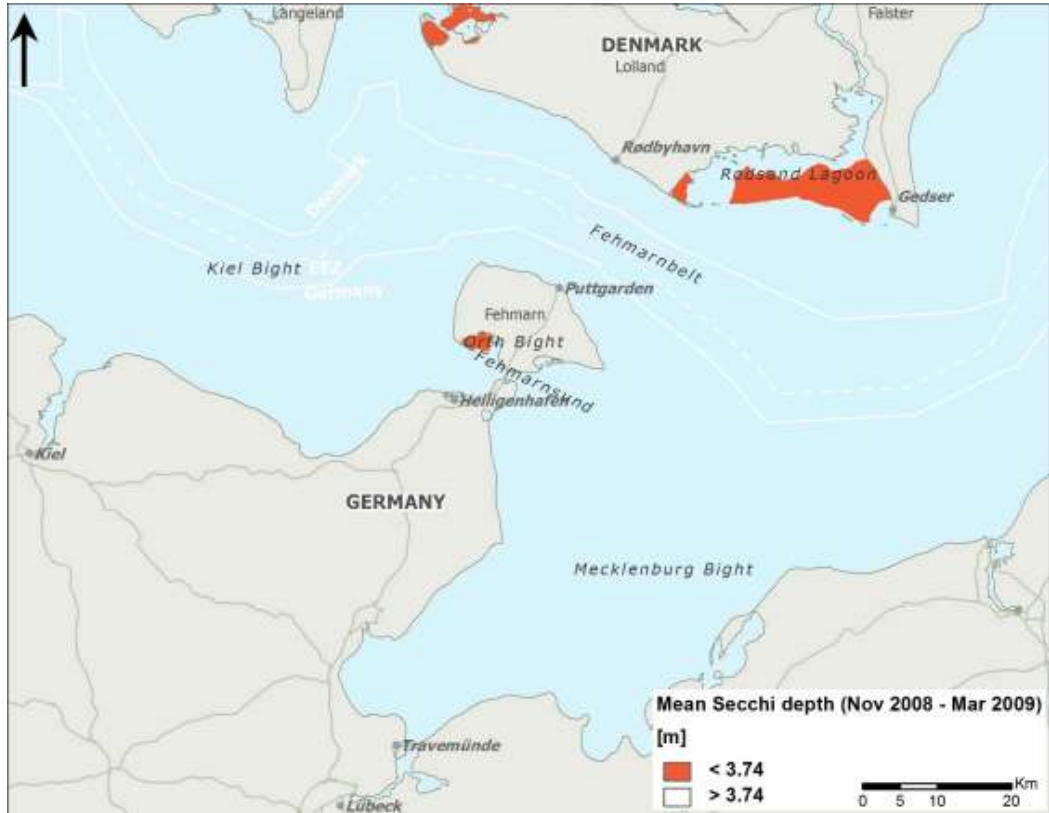 Langeland
Falster
DENMARK
Lolland
Rødbyhavn
Rødsand Lagoon
Gedser
Denmark
Fehmarnbelt
Kiel Bight
EEZ
Germany
Puttgarden
Fehmarn
Orth Bight
Fehmarnsund
Heiligenhafen
Kiel
GERMANY
Mecklenburg Bight
Travemünde
Lübeck
Mean Secchi depth (Nov 2008 - Mar 2009)
[m]
< 3.74
> 3.74
Km
0 5 10 20